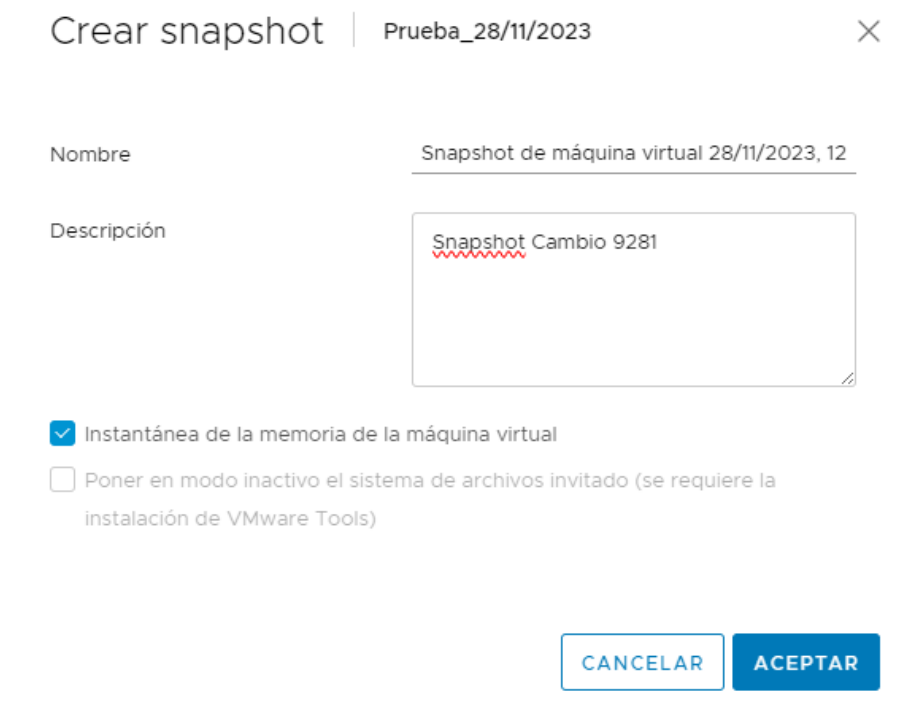 Crear snapshot Prueba_28/11/2023
Nombre Snapshot de máquina virtual 28/11/2023, 12
Descripción Snapshot Cambio 9281
Instantánea de la memoria de la máquina virtual
Poner en modo inactivo el sistema de archivos invitado (se requiere la
instalación de VMware Tools)
CANCELAR ACEPTAR